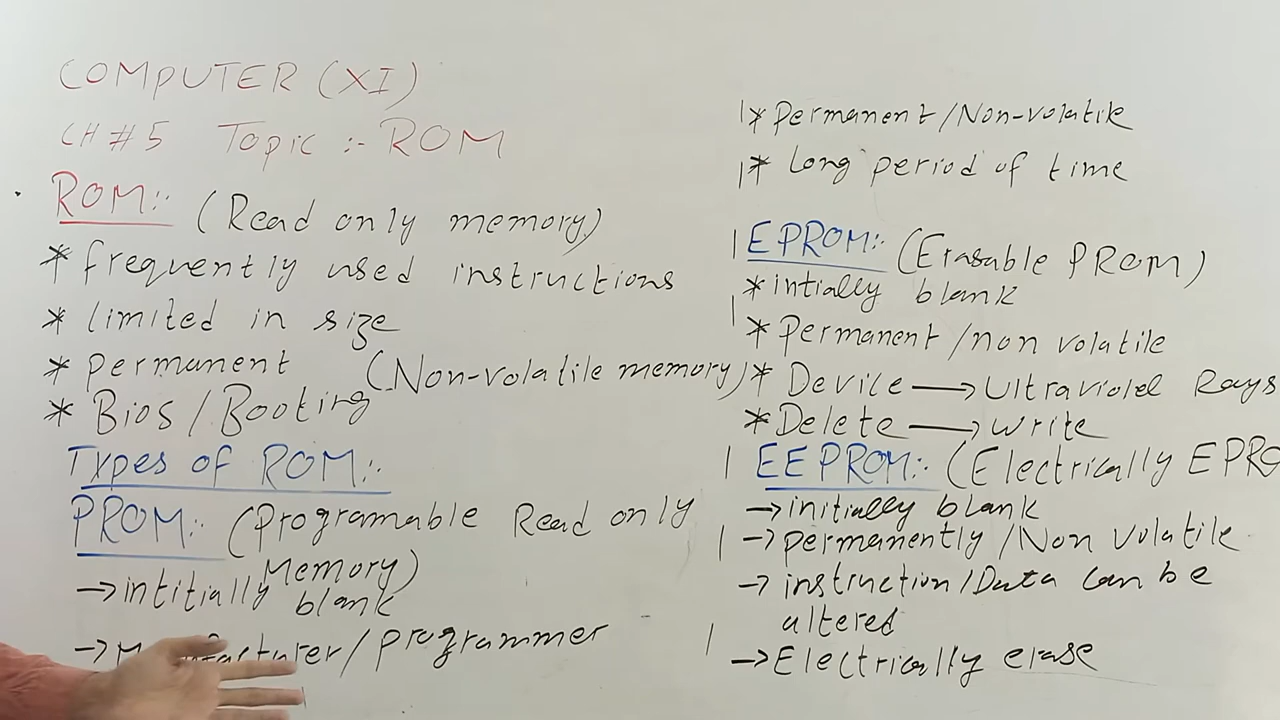 COMPUTER (XI)
CH # 5 Topic :- ROM
ROM:- (Read only memory)
* frequently used instructions
* limited in size
* permanent (Non-volatile memory)
* Bios / Booting
Types of ROM:-
PROM:- (Programable Read only
Memory)
→ intitially blank
→ / programmer
* Permanent / Non-volatile
* Long period of time
EPROM:- (Erasable PROM)
* intially blank
* Permanent / non volatile
* Device → Ultraviolet Rays
* Delete → write
EEPROM:- (Electrically EPRO
→ initially blank
→ permanently / Non volatile
→ instruction / Data can be
altered
→ Electrically erase